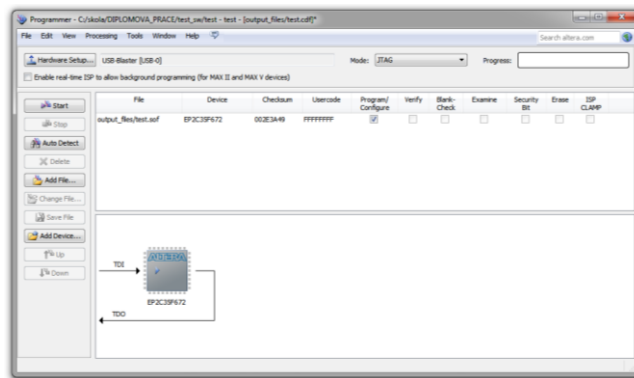 Programmer - C:/skola/DIPLOMOVA_PRACE/test_sw/test - test - [output_files/test.cdf]*
File Edit View Processing Tools Window Help
Search altera.com
Hardware Setup... USB-Blaster [USB-0] Mode: JTAG Progress:
Enable real-time ISP to allow background programming (for MAX II and MAX V devices)
Start
Stop
Auto Detect
Delete
Add File...
Change File...
Save File
Add Device...
Up
Down
File Device Checksum Usercode Program/ Configure Verify Blank- Check Examine Security Bit Erase ISP CLAMP
output_files/test.sof EP2C35F672 002E3A49 FFFFFFFF
TDI
ALTERA
EP2C35F672
TDO